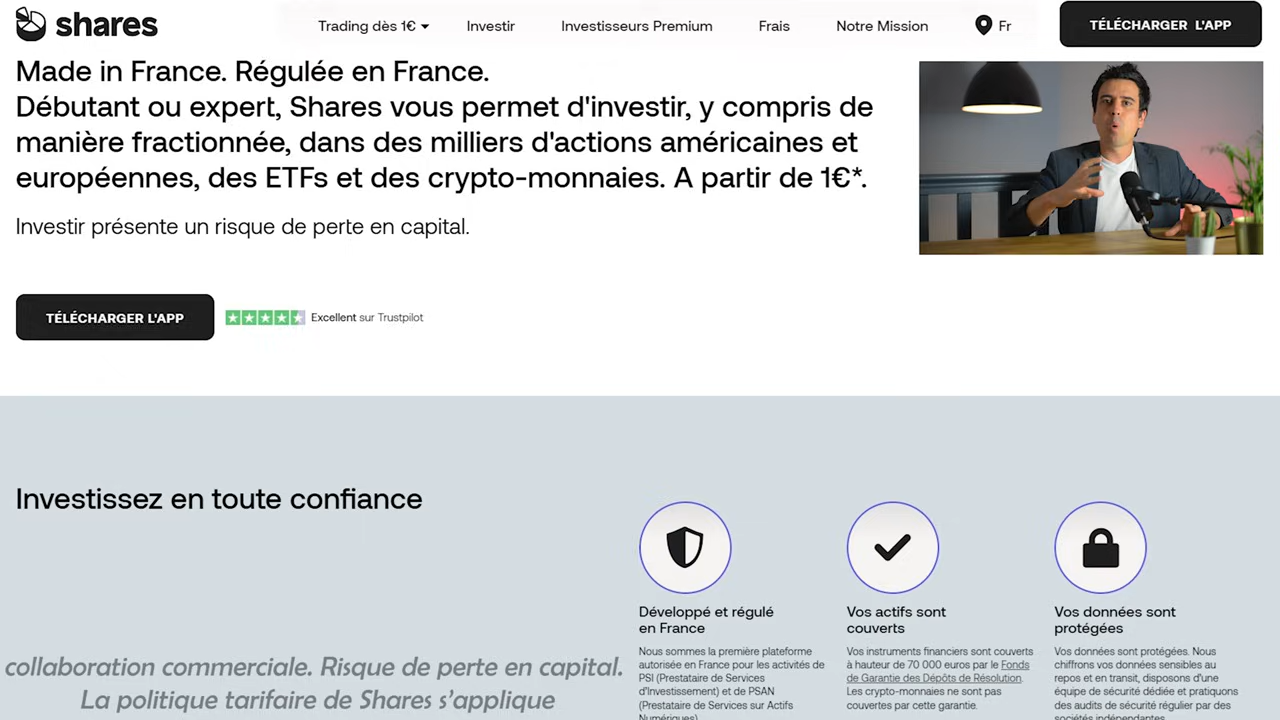 shares
Trading dès 1€
Investir
Investisseurs Premium
Frais
Notre Mission
Fr
TÉLÉCHARGER L'APP
Made in France. Régulée en France.
Débutant ou expert, Shares vous permet d'investir, y compris de
manière fractionnée, dans des milliers d'actions américaines et
européennes, des ETFs et des crypto-monnaies. A partir de 1€*.
Investir présente un risque de perte en capital.
TÉLÉCHARGER L'APP
Excellent sur Trustpilot
Investissez en toute confiance
Développé et régulé
en France
Nous sommes la première plateforme
autorisée en France pour les activités de
PSI (Prestataire de Services
d'Investissement) et de PSAN
(Prestataire de Services sur Actifs
Numériques)
Vos actifs sont
couverts
Vos instruments financiers sont couverts
à hauteur de 70 000 euros par le Fonds
de Garantie des Dépôts de Résolution.
Les crypto-monnaies ne sont pas
couvertes par cette garantie.
Vos données sont
protégées
Vos données sont protégées. Nous
chiffrons vos données sensibles au
repos et en transit, disposons d'une
équipe de sécurité dédiée et pratiquons
des audits de sécurité régulier par des
sociétés indépendantes
collaboration commerciale. Risque de perte en capital.
La politique tarifaire de Shares s'applique